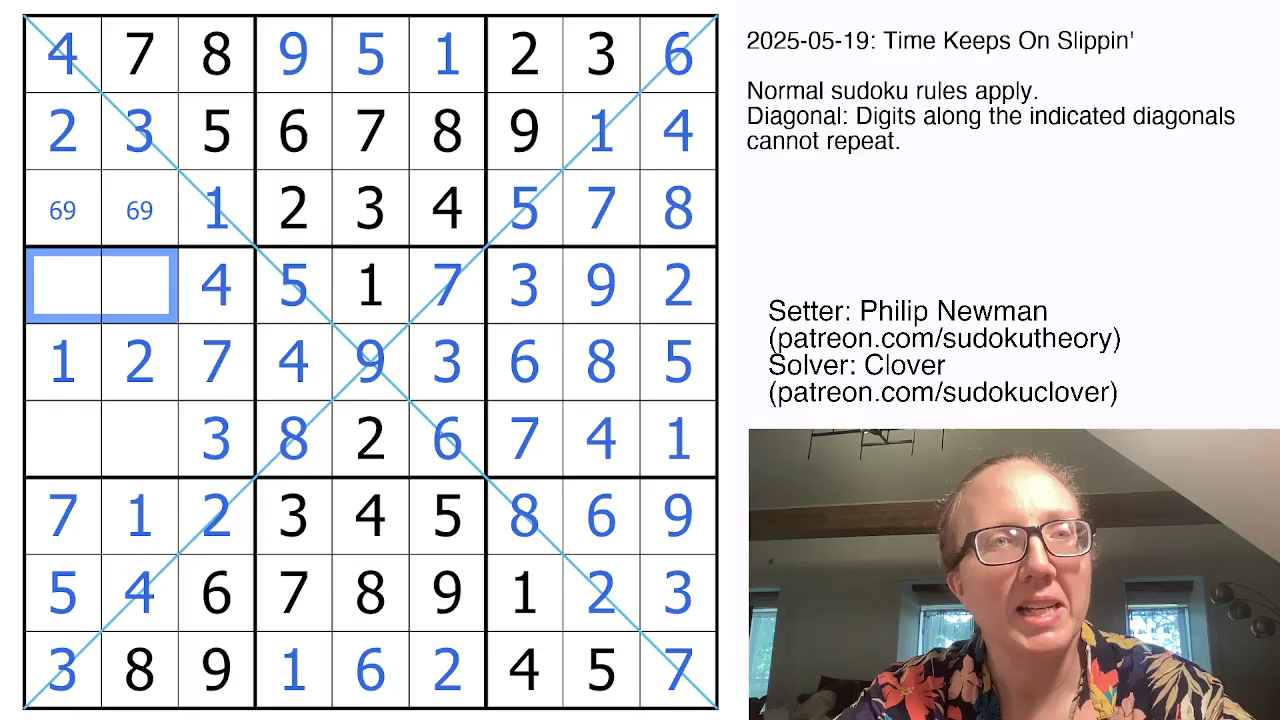 4 7 8 9 5 1 2 3 6
2 3 5 6 7 8 9 1 4
69 69 1 2 3 4 5 7 8
4 5 1 7 3 9 2
1 2 7 4 9 3 6 8 5
3 8 2 6 7 4 1
7 1 2 3 4 5 8 6 9
5 4 6 7 8 9 1 2 3
3 8 9 1 6 2 4 5 7
2025-05-19: Time Keeps On Slippin'
Normal sudoku rules apply.
Diagonal: Digits along the indicated diagonals
cannot repeat.
Setter: Philip Newman
(patreon.com/sudokutheory)
Solver: Clover
(patreon.com/sudokuclover)